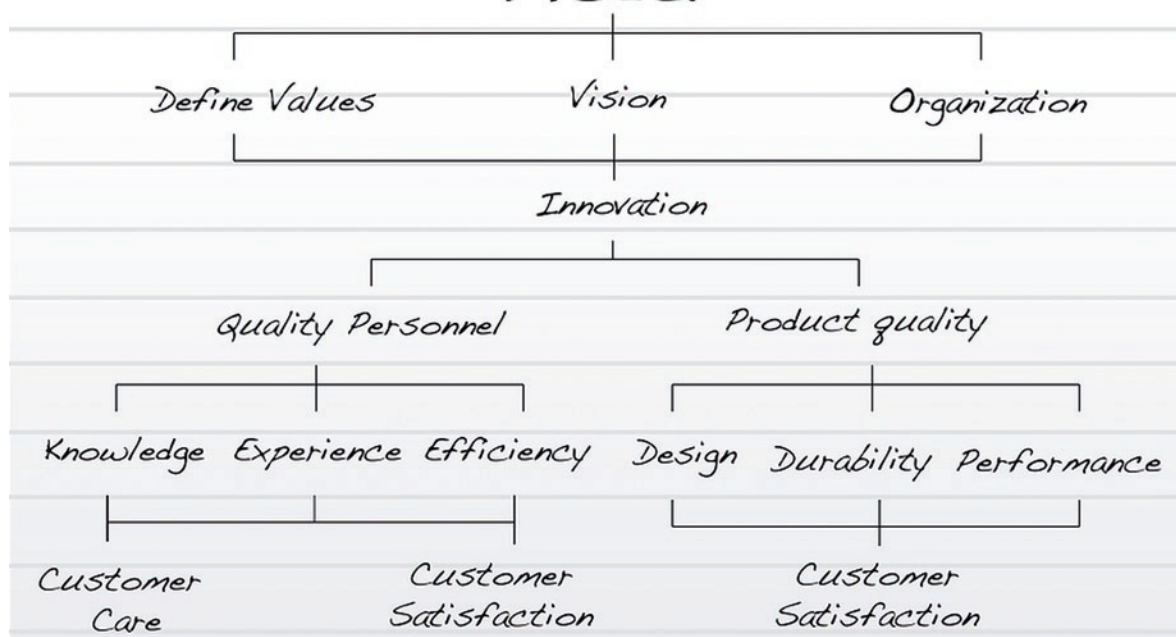 Define Values Vision Organization
Innovation
Quality Personnel Product quality
Knowledge Experience Efficiency Design Durability Performance
Customer Customer Customer
Care Satisfaction Satisfaction